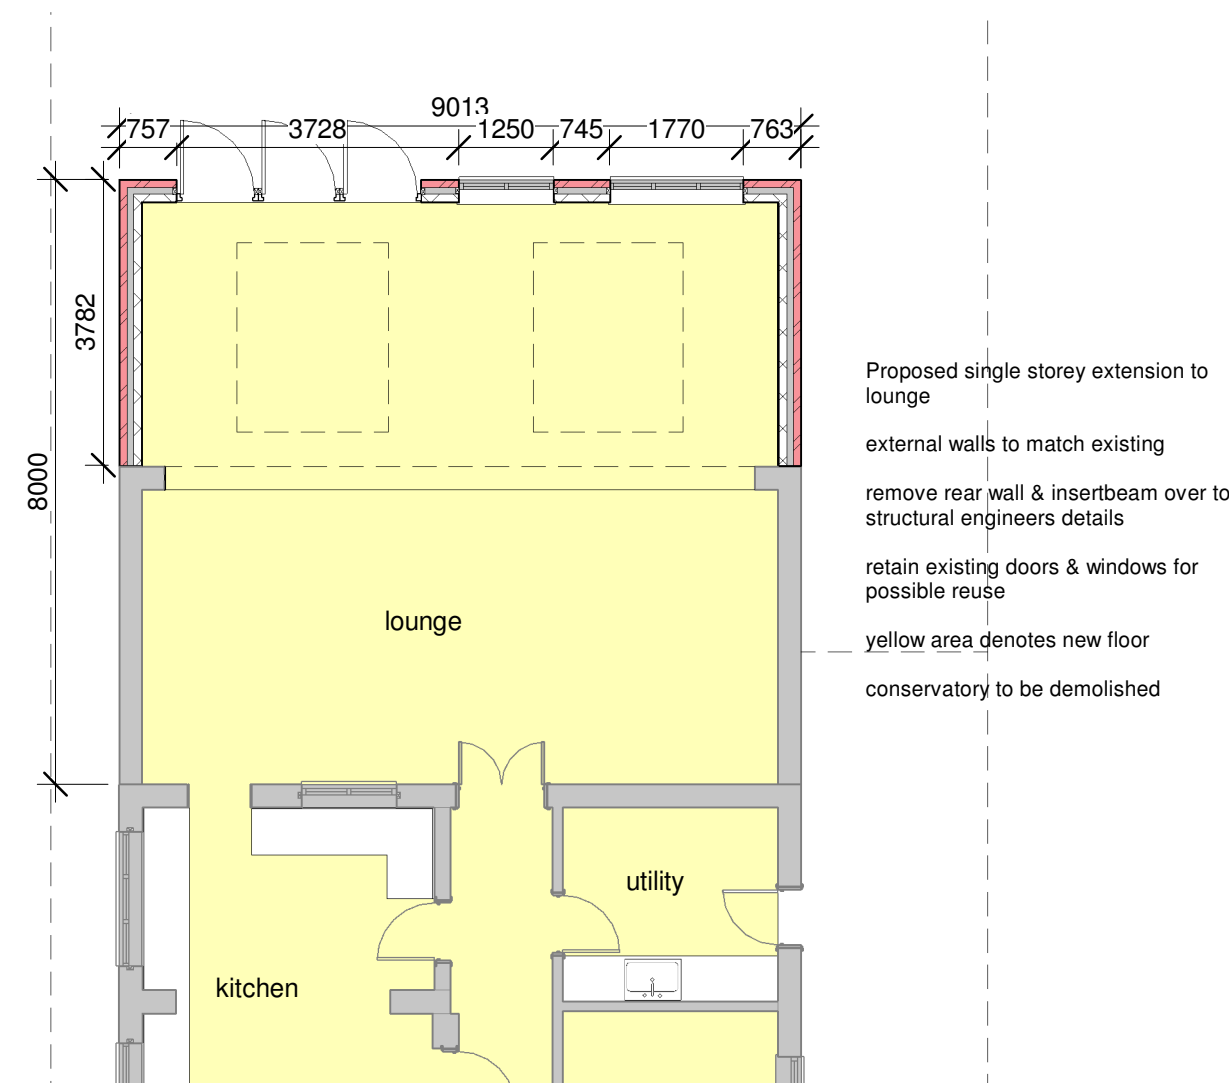 9013
757 3728 1250 745 1770 763
3782
8000
Proposed single storey extension to
lounge
external walls to match existing
remove rear wall & insertbeam over to
structural engineers details
retain existing doors & windows for
possible reuse
yellow area denotes new floor
conservatory to be demolished
lounge
utility
kitchen